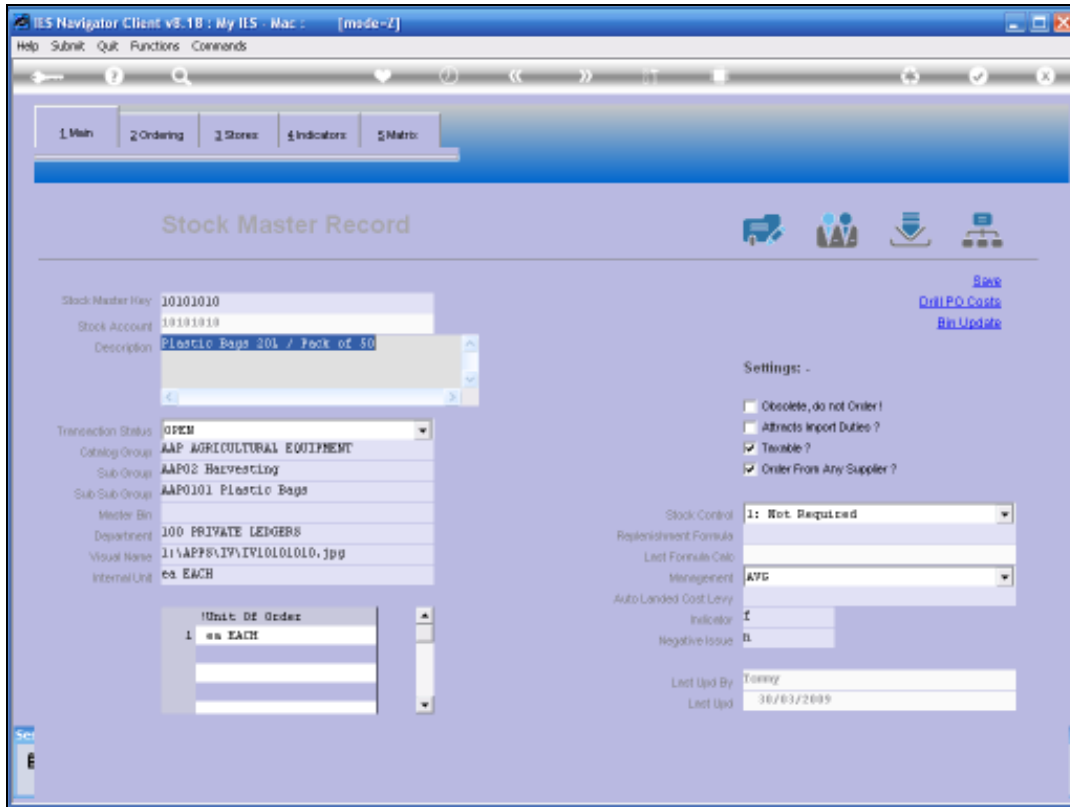 IES Navigator Client v8.18 : My IES - Mac : [mode=Z]
Help Submit Quit Functions Commands
1 Main 2 Ordering 3 Stores 4 Indicators 5 Matrix
Stock Master Record
Save
Drill PO Costs
Bin Update
Stock Master Key 10101010
Stock Account 10101010
Description Plastic Bags 20l / Pack of 50
Settings: -
Obsolete, do not Order !
Attracts Import Duties ?
Taxable ?
Order From Any Supplier ?
Transaction Status OPEN
Catalog Group AAP AGRICULTURAL EQUIPMENT
Sub Group AAP02 Harvesting
Sub Sub Group AAP0101 Plastic Bags
Master Bin
Department 100 PRIVATE LEDGERS
Visual Name l:\APPS\IV\IV10101010.jpg
Internal Unit ea EACH
Stock Control 1: Not Required
Replenishment Formula
Last Formula Calc
Management AVG
Auto Landed Cost Levy
Indicator f
Negative Issue n
!Unit Of Order
1 ea EACH
Last Upd By Tommy
Last Upd 30/03/2009